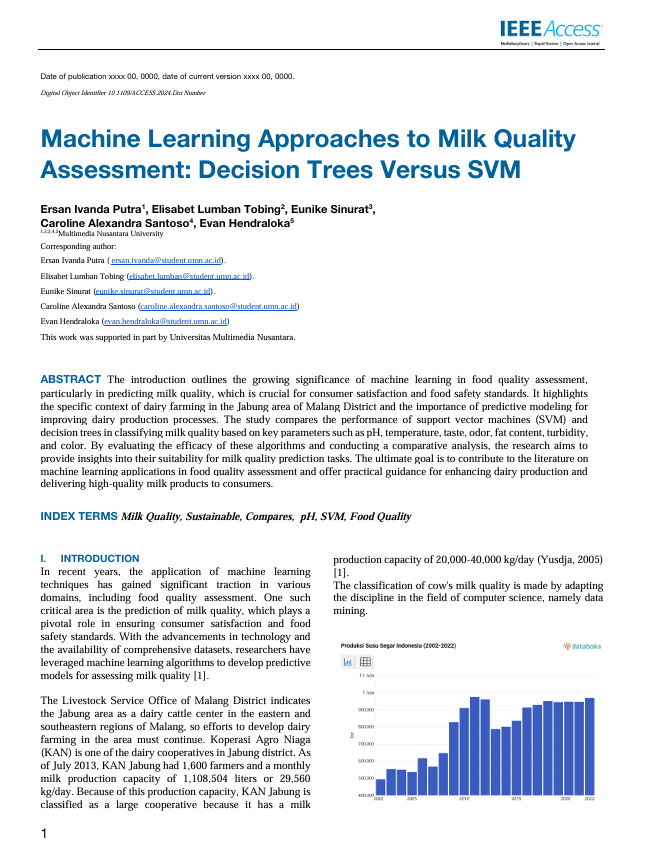 IEEE Access
Multidisciplinary | Rapid Review | Open Access Journal
Date of publication xxxx 00, 0000, date of current version xxxx 00, 0000.
Digital Object Identifier 10.1109/ACCESS.2024.Doi Number
Machine Learning Approaches to Milk Quality
Assessment: Decision Trees Versus SVM
Ersan Ivanda Putra1, Elisabet Lumban Tobing2, Eunike Sinurat3,
Caroline Alexandra Santoso4, Evan Hendraloka5
1,2,3,4,5Multimedia Nusantara University
Corresponding author:
Ersan Ivanda Putra ( ersan.ivanda@student.umn.ac.id).
Elisabet Lumban Tobing (elisabet.lumban@student.umn.ac.id).
Eunike Sinurat (eunike.sinurat@student.umn.ac.id).
Caroline Alexandra Santoso (caroline.alexandra.santoso@student.umn.ac.id)
Evan Hendraloka (evan.hendraloka@student.umn.ac.id)
This work was supported in part by Universitas Multimedia Nusantara.
ABSTRACT The introduction outlines the growing significance of machine learning in food quality assessment,
particularly in predicting milk quality, which is crucial for consumer satisfaction and food safety standards. It highlights
the specific context of dairy farming in the Jabung area of Malang District and the importance of predictive modeling for
improving dairy production processes. The study compares the performance of support vector machines (SVM) and
decision trees in classifying milk quality based on key parameters such as pH, temperature, taste, odor, fat content, turbidity,
and color. By evaluating the efficacy of these algorithms and conducting a comparative analysis, the research aims to
provide insights into their suitability for milk quality prediction tasks. The ultimate goal is to contribute to the literature on
machine learning applications in food quality assessment and offer practical guidance for enhancing dairy production and
delivering high-quality milk products to consumers.
INDEX TERMS Milk Quality, Sustainable, Compares, pH, SVM, Food Quality
I. INTRODUCTION
In recent years, the application of machine learning
techniques has gained significant traction in various
domains, including food quality assessment. One such
critical area is the prediction of milk quality, which plays a
pivotal role in ensuring consumer satisfaction and food
safety standards. With the advancements in technology and
the availability of comprehensive datasets, researchers have
leveraged machine learning algorithms to develop predictive
models for assessing milk quality [1].
The Livestock Service Office of Malang District indicates
the Jabung area as a dairy cattle center in the eastern and
southeastern regions of Malang, so efforts to develop dairy
farming in the area must continue. Koperasi Agro Niaga
(KAN) is one of the dairy cooperatives in Jabung district. As
of July 2013, KAN Jabung had 1,600 farmers and a monthly
milk production capacity of 1,108,504 liters or 29,560
kg/day. Because of this production capacity, KAN Jabung is
classified as a large cooperative because it has a milk
production capacity of 20,000-40,000 kg/day (Yusdja, 2005)
[1].
The classification of cow's milk quality is made by adapting
the discipline in the field of computer science, namely data
mining.
Produksi Susu Segar Indonesia (2002-2022)
databoks
1,1 Juta
1 Juta
900.000
800.000
700.000
600.000
500.000
400.000
Ton
2002 2005 2010 2015 2020 2022
1